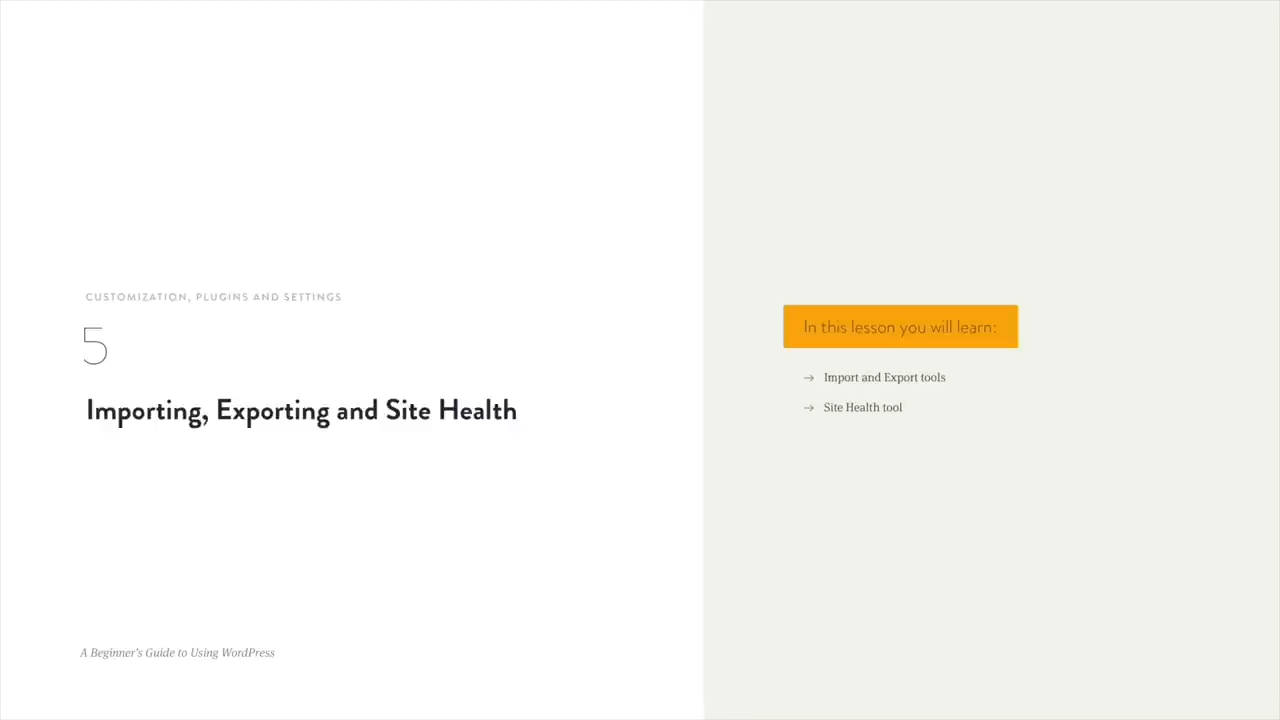 CUSTOMIZATION, PLUGINS AND SETTINGS
5
Importing, Exporting and Site Health
A Beginner's Guide to Using WordPress
In this lesson you will learn:
→ Import and Export tools
→ Site Health tool